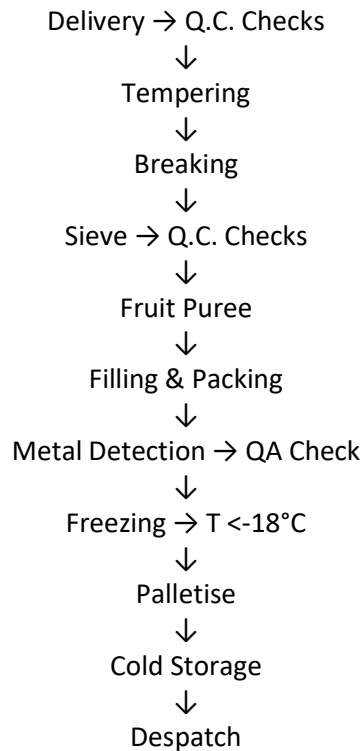 Delivery → Q.C. Checks
↓
Tempering
↓
Breaking
↓
Sieve → Q.C. Checks
↓
Fruit Puree
↓
Filling & Packing
↓
Metal Detection → QA Check
↓
Freezing → T <-18°C
↓
Palletise
↓
Cold Storage
↓
Despatch